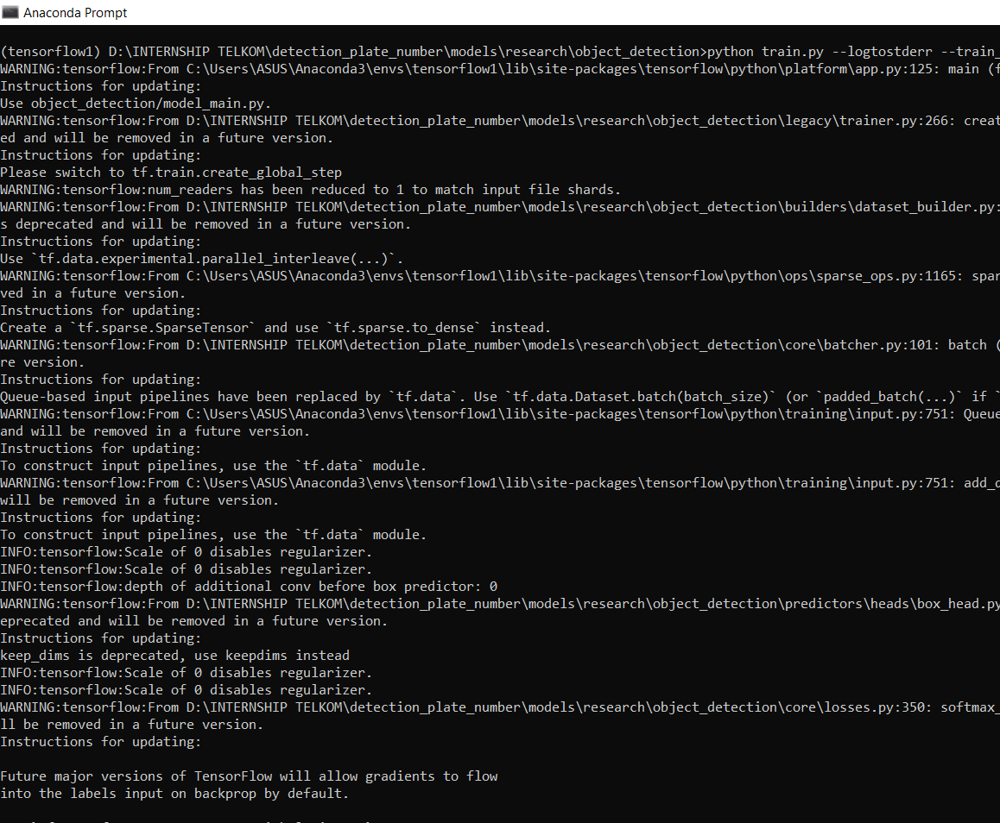 Anaconda Prompt
(tensorflow1) D:\INTERNSHIP TELKOM\detection_plate_number\models\research\object_detection>python train.py --logtostderr --train_
WARNING:tensorflow:From C:\Users\ASUS\Anaconda3\envs\tensorflow1\lib\site-packages\tensorflow\python\platform\app.py:125: main (f
Instructions for updating:
Use object_detection/model_main.py.
WARNING:tensorflow:From D:\INTERNSHIP TELKOM\detection_plate_number\models\research\object_detection\legacy\trainer.py:266: creat
ed and will be removed in a future version.
Instructions for updating:
Please switch to tf.train.create_global_step
WARNING:tensorflow:num_readers has been reduced to 1 to match input file shards.
WARNING:tensorflow:From D:\INTERNSHIP TELKOM\detection_plate_number\models\research\object_detection\builders\dataset_builder.py:
s deprecated and will be removed in a future version.
Instructions for updating:
Use `tf.data.experimental.parallel_interleave(...)`.
WARNING:tensorflow:From C:\Users\ASUS\Anaconda3\envs\tensorflow1\lib\site-packages\tensorflow\python\ops\sparse_ops.py:1165: spar
ved in a future version.
Instructions for updating:
Create a `tf.sparse.SparseTensor` and use `tf.sparse.to_dense` instead.
WARNING:tensorflow:From D:\INTERNSHIP TELKOM\detection_plate_number\models\research\object_detection\core\batcher.py:101: batch (
re version.
Instructions for updating:
Queue-based input pipelines have been replaced by `tf.data`. Use `tf.data.Dataset.batch(batch_size)` (or `padded_batch(...)` if `
WARNING:tensorflow:From C:\Users\ASUS\Anaconda3\envs\tensorflow1\lib\site-packages\tensorflow\python\training\input.py:751: Queue
and will be removed in a future version.
Instructions for updating:
To construct input pipelines, use the `tf.data` module.
WARNING:tensorflow:From C:\Users\ASUS\Anaconda3\envs\tensorflow1\lib\site-packages\tensorflow\python\training\input.py:751: add_q
will be removed in a future version.
Instructions for updating:
To construct input pipelines, use the `tf.data` module.
INFO:tensorflow:Scale of 0 disables regularizer.
INFO:tensorflow:Scale of 0 disables regularizer.
INFO:tensorflow:depth of additional conv before box predictor: 0
WARNING:tensorflow:From D:\INTERNSHIP TELKOM\detection_plate_number\models\research\object_detection\predictors\heads\box_head.py
eprecated and will be removed in a future version.
Instructions for updating:
keep_dims is deprecated, use keepdims instead
INFO:tensorflow:Scale of 0 disables regularizer.
INFO:tensorflow:Scale of 0 disables regularizer.
WARNING:tensorflow:From D:\INTERNSHIP TELKOM\detection_plate_number\models\research\object_detection\core\losses.py:350: softmax_
ll be removed in a future version.
Instructions for updating:
Future major versions of TensorFlow will allow gradients to flow
into the labels input on backprop by default.